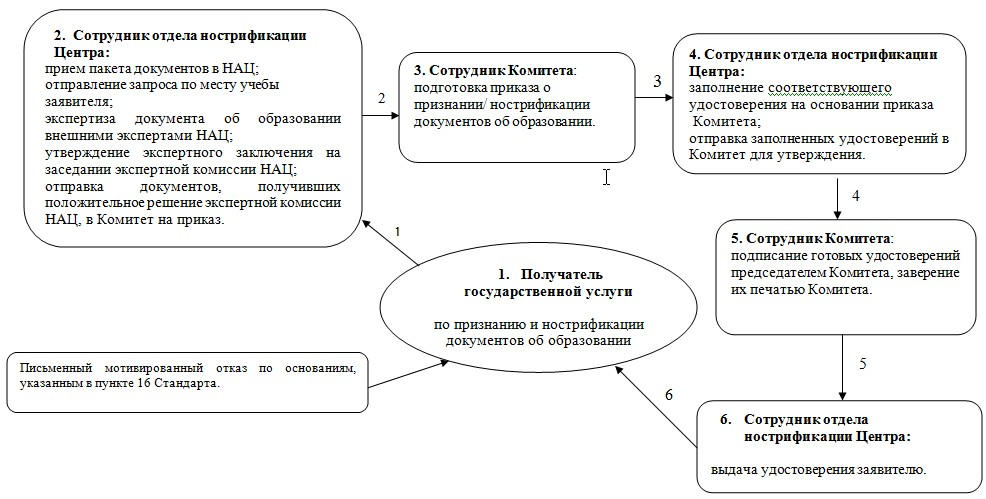 2. Сотрудник отдела нострификации
Центра:
прием пакета документов в НАЦ;
отправление запроса по месту учебы
заявителя;
экспертиза документа об образовании
внешними экспертами НАЦ;
утверждение экспертного заключения на
заседании экспертной комиссии НАЦ;
отправка документов, получивших
положительное решение экспертной комиссии
НАЦ, в Комитет на приказ.
2
3. Сотрудник Комитета:
подготовка приказа о
признании/ нострификации
документов об образовании.
3
4. Сотрудник отдела нострификации
Центра:
заполнение соответствующего
удостоверения на основании приказа
Комитета;
отправка заполненных удостоверений в
Комитет для утверждения.
4
1
5. Сотрудник Комитета:
подписание готовых удостоверений
председателем Комитета, заверение
их печатью Комитета.
1. Получатель
государственной услуги
по признанию и нострификации
документов об образовании
Письменный мотивированный отказ по основаниям,
указанным в пункте 16 Стандарта.
5
6
6. Сотрудник отдела
нострификации Центра:
выдача удостоверения заявителю.